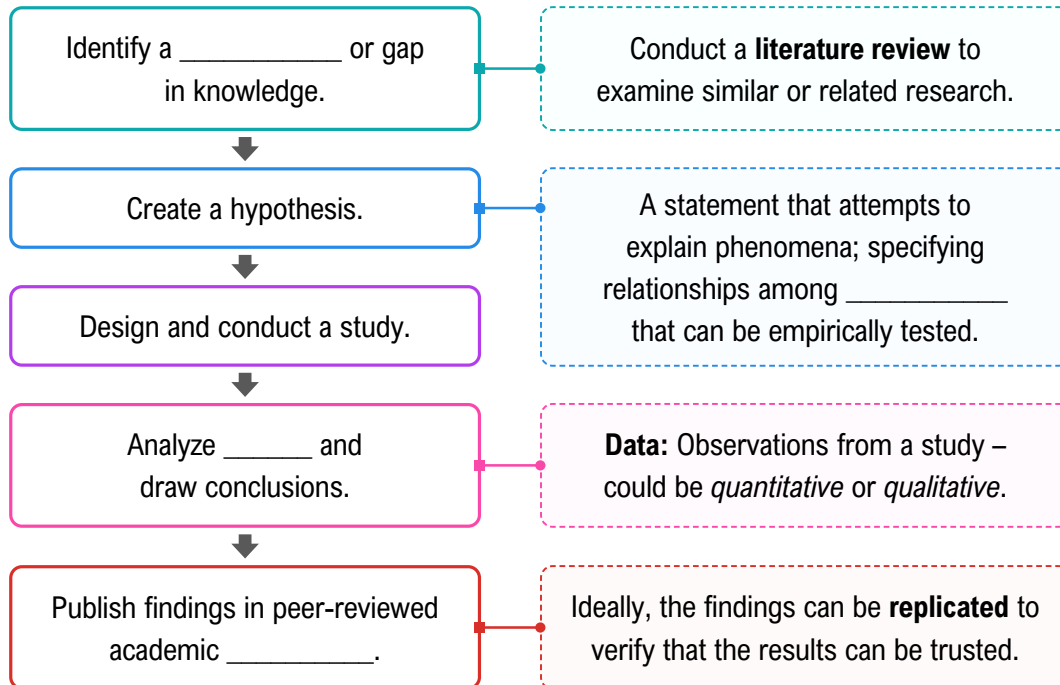 Identify a ___________ or gap
in knowledge.
Conduct a literature review to
examine similar or related research.
Create a hypothesis.
A statement that attempts to
explain phenomena; specifying
relationships among ___________
that can be empirically tested.
Design and conduct a study.
Analyze ______ and
draw conclusions.
Data: Observations from a study –
could be quantitative or qualitative.
Publish findings in peer-reviewed
academic __________.
Ideally, the findings can be replicated to
verify that the results can be trusted.